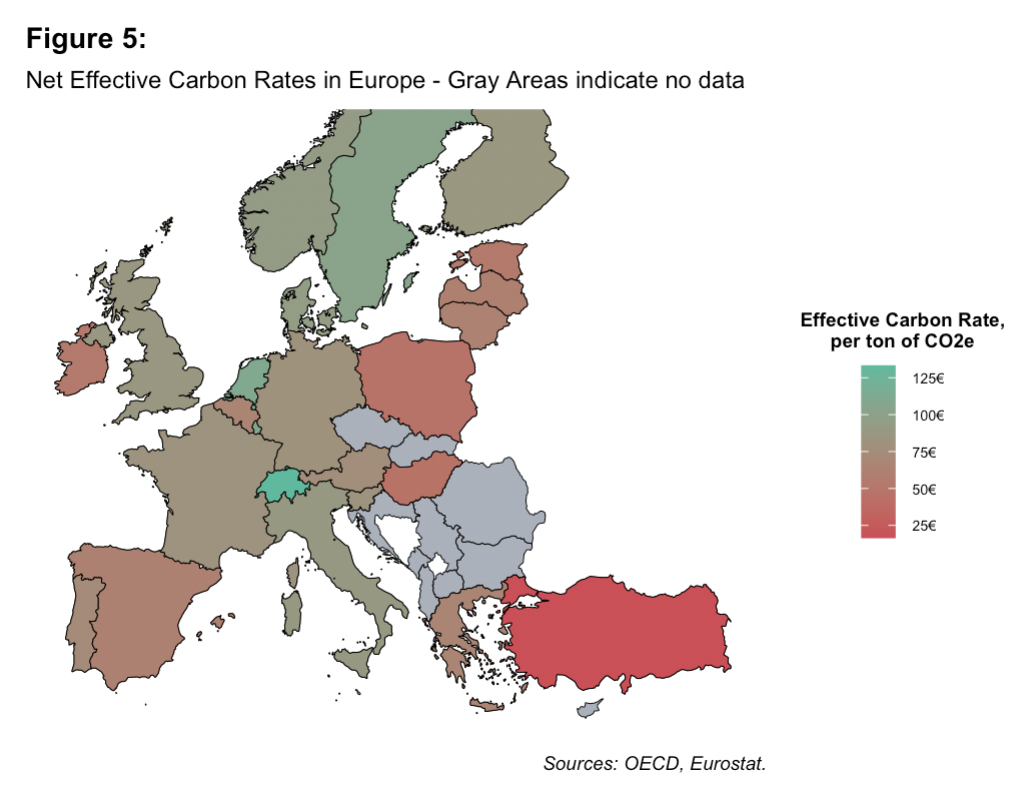 Figure 5:
Net Effective Carbon Rates in Europe - Gray Areas indicate no data
Effective Carbon Rate,
per ton of CO2e
125€
100€
75€
50€
25€
Sources: OECD, Eurostat.